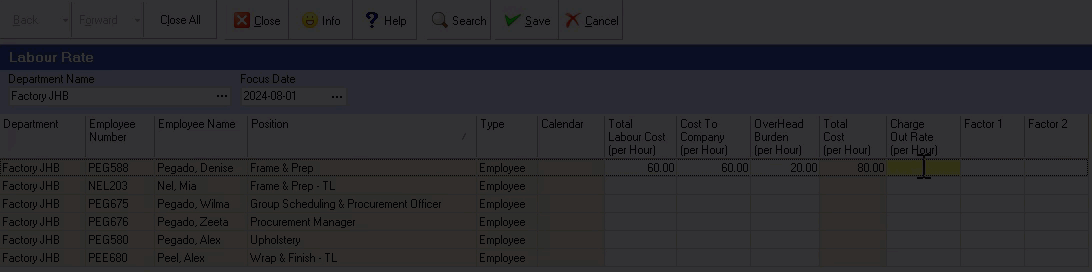 Back Forward Close All Close Info Help Search Save Cancel
Labour Rate
Department Name Focus Date
Factory JHB ... 2024-08-01 ...
Department Employee Number Employee Name Position Type Calendar Total Labour Cost (per Hour) Cost To Company (per Hour) OverHead Burden (per Hour) Total Cost (per Hour) Charge Out Rate (per Hour) Factor 1 Factor 2
Factory JHB PEG588 Pegado, Denise Frame & Prep Employee 60.00 60.00 20.00 80.00
Factory JHB NEL203 Nel, Mia Frame & Prep - TL Employee
Factory JHB PEG675 Pegado, Wilma Group Scheduling & Procurement Officer Employee
Factory JHB PEG676 Pegado, Zeeta Procurement Manager Employee
Factory JHB PEG580 Pegado, Alex Upholstery Employee
Factory JHB PEE680 Peel, Alex Wrap & Finish - TL Employee